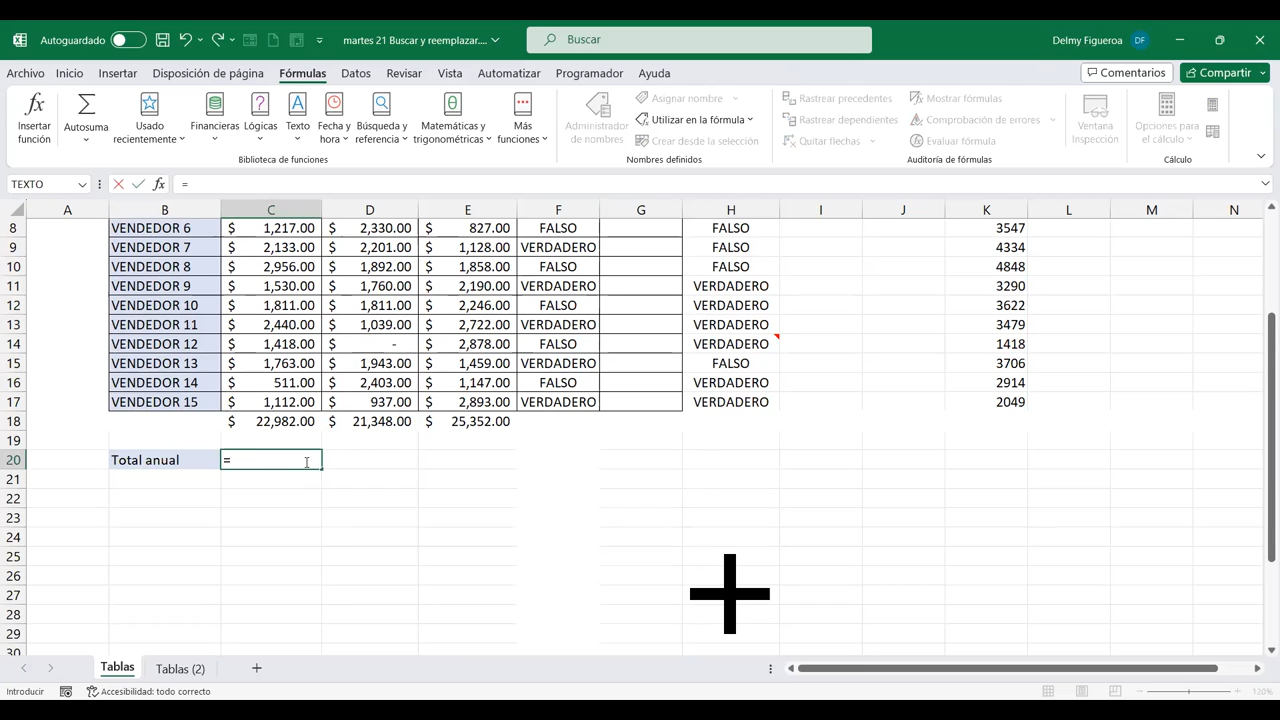 Autoguardado
martes 21 Buscar y reemplazar....
Buscar
Delmy Figueroa DF
Archivo Inicio Insertar Disposición de página Fórmulas Datos Revisar Vista Automatizar Programador Ayuda
Comentarios Compartir
Insertar función
Autosuma
Usado recientemente
Financieras
Lógicas
Texto
Fecha y hora
Búsqueda y referencia
Matemáticas y trigonométricas
Más funciones
Biblioteca de funciones
Administrador de nombres
Asignar nombre
Utilizar en la fórmula
Crear desde la selección
Nombres definidos
Rastrear precedentes
Rastrear dependientes
Quitar flechas
Mostrar fórmulas
Comprobación de errores
Evaluar fórmula
Auditoría de fórmulas
Ventana Inspección
Opciones para el cálculo
Cálculo
TEXTO fx =
A B C D E F G H I J K L M N
8 VENDEDOR 6 $ 1,217.00 $ 2,330.00 $ 827.00 FALSO FALSO 3547
9 VENDEDOR 7 $ 2,133.00 $ 2,201.00 $ 1,128.00 VERDADERO FALSO 4334
10 VENDEDOR 8 $ 2,956.00 $ 1,892.00 $ 1,858.00 FALSO FALSO 4848
11 VENDEDOR 9 $ 1,530.00 $ 1,760.00 $ 2,190.00 VERDADERO VERDADERO 3290
12 VENDEDOR 10 $ 1,811.00 $ 1,811.00 $ 2,246.00 FALSO VERDADERO 3622
13 VENDEDOR 11 $ 2,440.00 $ 1,039.00 $ 2,722.00 VERDADERO VERDADERO 3479
14 VENDEDOR 12 $ 1,418.00 $ - $ 2,878.00 FALSO VERDADERO 1418
15 VENDEDOR 13 $ 1,763.00 $ 1,943.00 $ 1,459.00 VERDADERO FALSO 3706
16 VENDEDOR 14 $ 511.00 $ 2,403.00 $ 1,147.00 FALSO VERDADERO 2914
17 VENDEDOR 15 $ 1,112.00 $ 937.00 $ 2,893.00 VERDADERO VERDADERO 2049
18 $ 22,982.00 $ 21,348.00 $ 25,352.00
19
20 Total anual =
21
22
23
24
25
26
27
28
29
30
Tablas Tablas (2)
Introducir Accesibilidad: todo correcto 120%